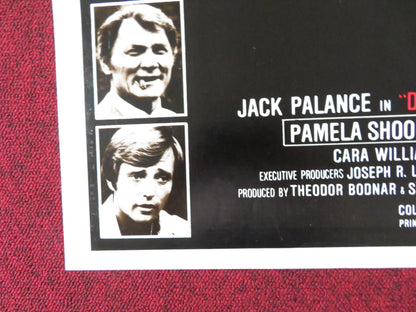 JACK PALANCE IN "D
PAMELA SHOO
CARA WILLIA
EXECUTIVE PRODUCERS JOSEPH R. L
PRODUCED BY THEODOR BODNAR & S
COL
PRIN